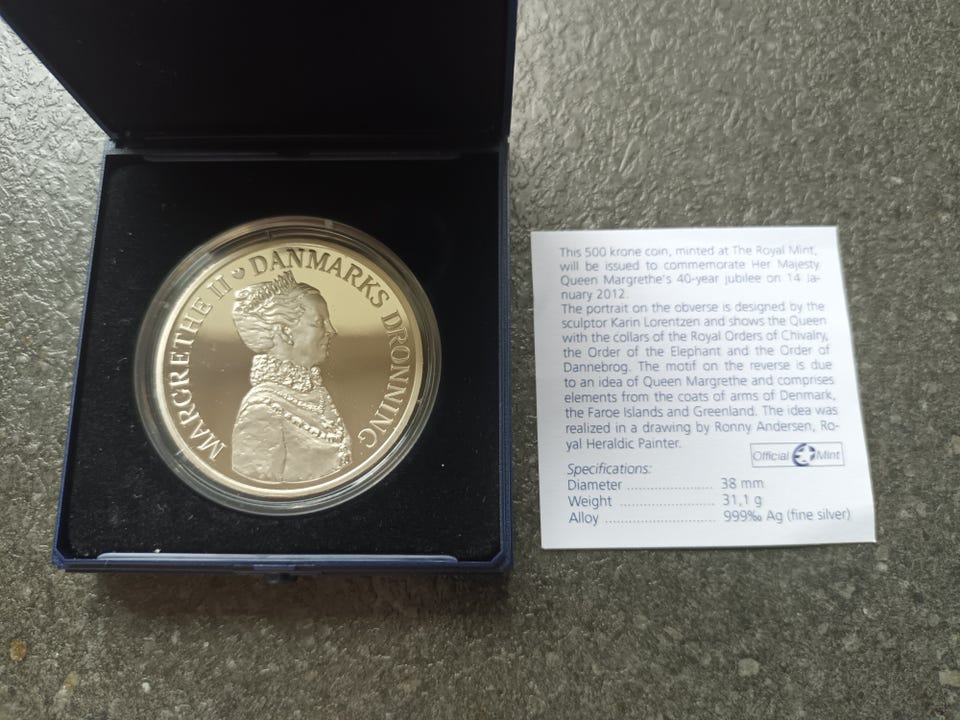 MARGRETHE II DANMARKS DRONNING
This 500 krone coin, minted at The Royal Mint,
will be issued to commemorate Her Majesty
Queen Margrethe's 40-year jubilee on 14 Ja-
nuary 2012.
The portrait on the obverse is designed by the
sculptor Karin Lorentzen and shows the Queen
with the collars of the Royal Orders of Chivalry,
the Order of the Elephant and the Order of
Dannebrog. The motif on the reverse is due
to an idea of Queen Margrethe and comprises
elements from the coats of arms of Denmark,
the Faroe Islands and Greenland. The idea was
realized in a drawing by Ronny Andersen, Ro-
yal Heraldic Painter.
Official Mint
Specifications:
Diameter ...................... 38 mm
Weight .......................... 31,1 g
Alloy ............................. 999‰ Ag (fine silver)